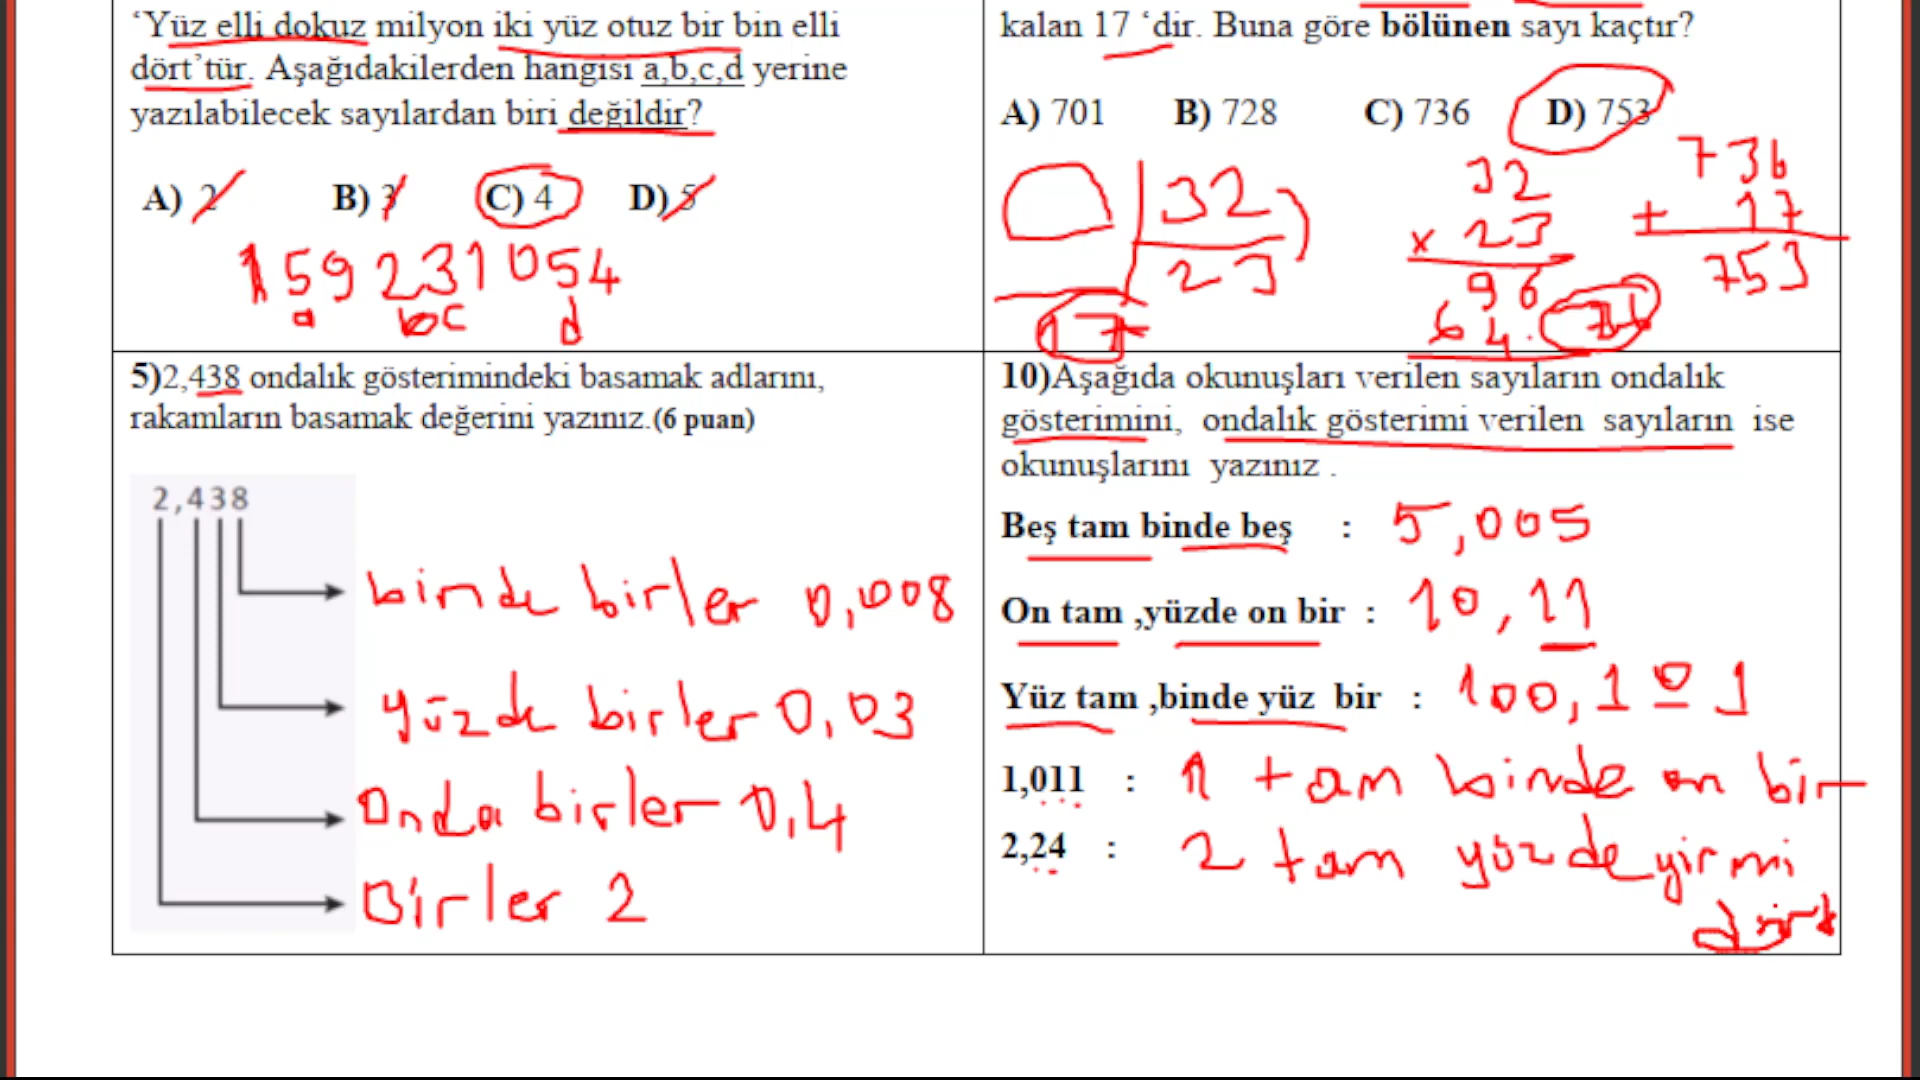 ‘Yüz elli dokuz milyon iki yüz otuz bir bin elli
dört’tür. Aşağıdakilerden hangisi a,b,c,d yerine
yazılabilecek sayılardan biri değildir?
A) 2 B) 3 C) 4 D) 5
159 231 054
a b c d
kalan 17 ‘dir. Buna göre bölünen sayı kaçtır?
A) 701 B) 728 C) 736 D) 753
32
23
17
32
x 23
96
64.
736
736
+ 17
753
5)2,438 ondalık gösterimindeki basamak adlarını,
rakamların basamak değerini yazınız.(6 puan)
2,438
binde birler 0,008
yüzde birler 0,03
Onda birler 0,4
Birler 2
10)Aşağıda okunuşları verilen sayıların ondalık
gösterimini, ondalık gösterimi verilen sayıların ise
okunuşlarını yazınız .
Beş tam binde beş : 5,005
On tam ,yüzde on bir : 10,11
Yüz tam ,binde yüz bir : 100,101
1,011 : 1 tam binde on bir
2,24 : 2 tam yüzde yirmi
dört